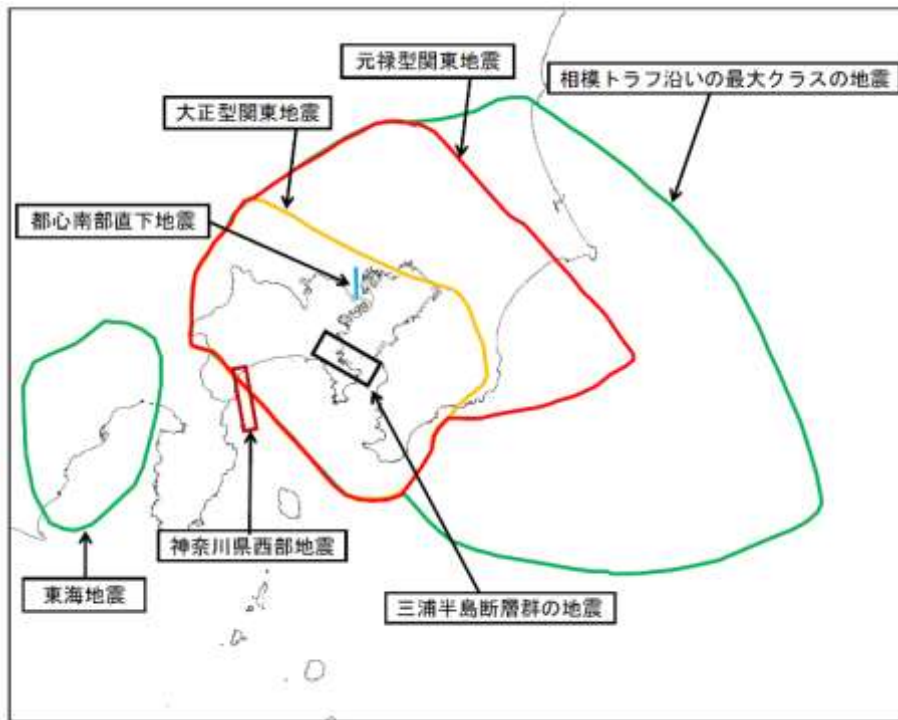 元禄型関東地震
相模トラフ沿いの最大クラスの地震
大正型関東地震
都心南部直下地震
神奈川県西部地震
東海地震
三浦半島断層群の地震